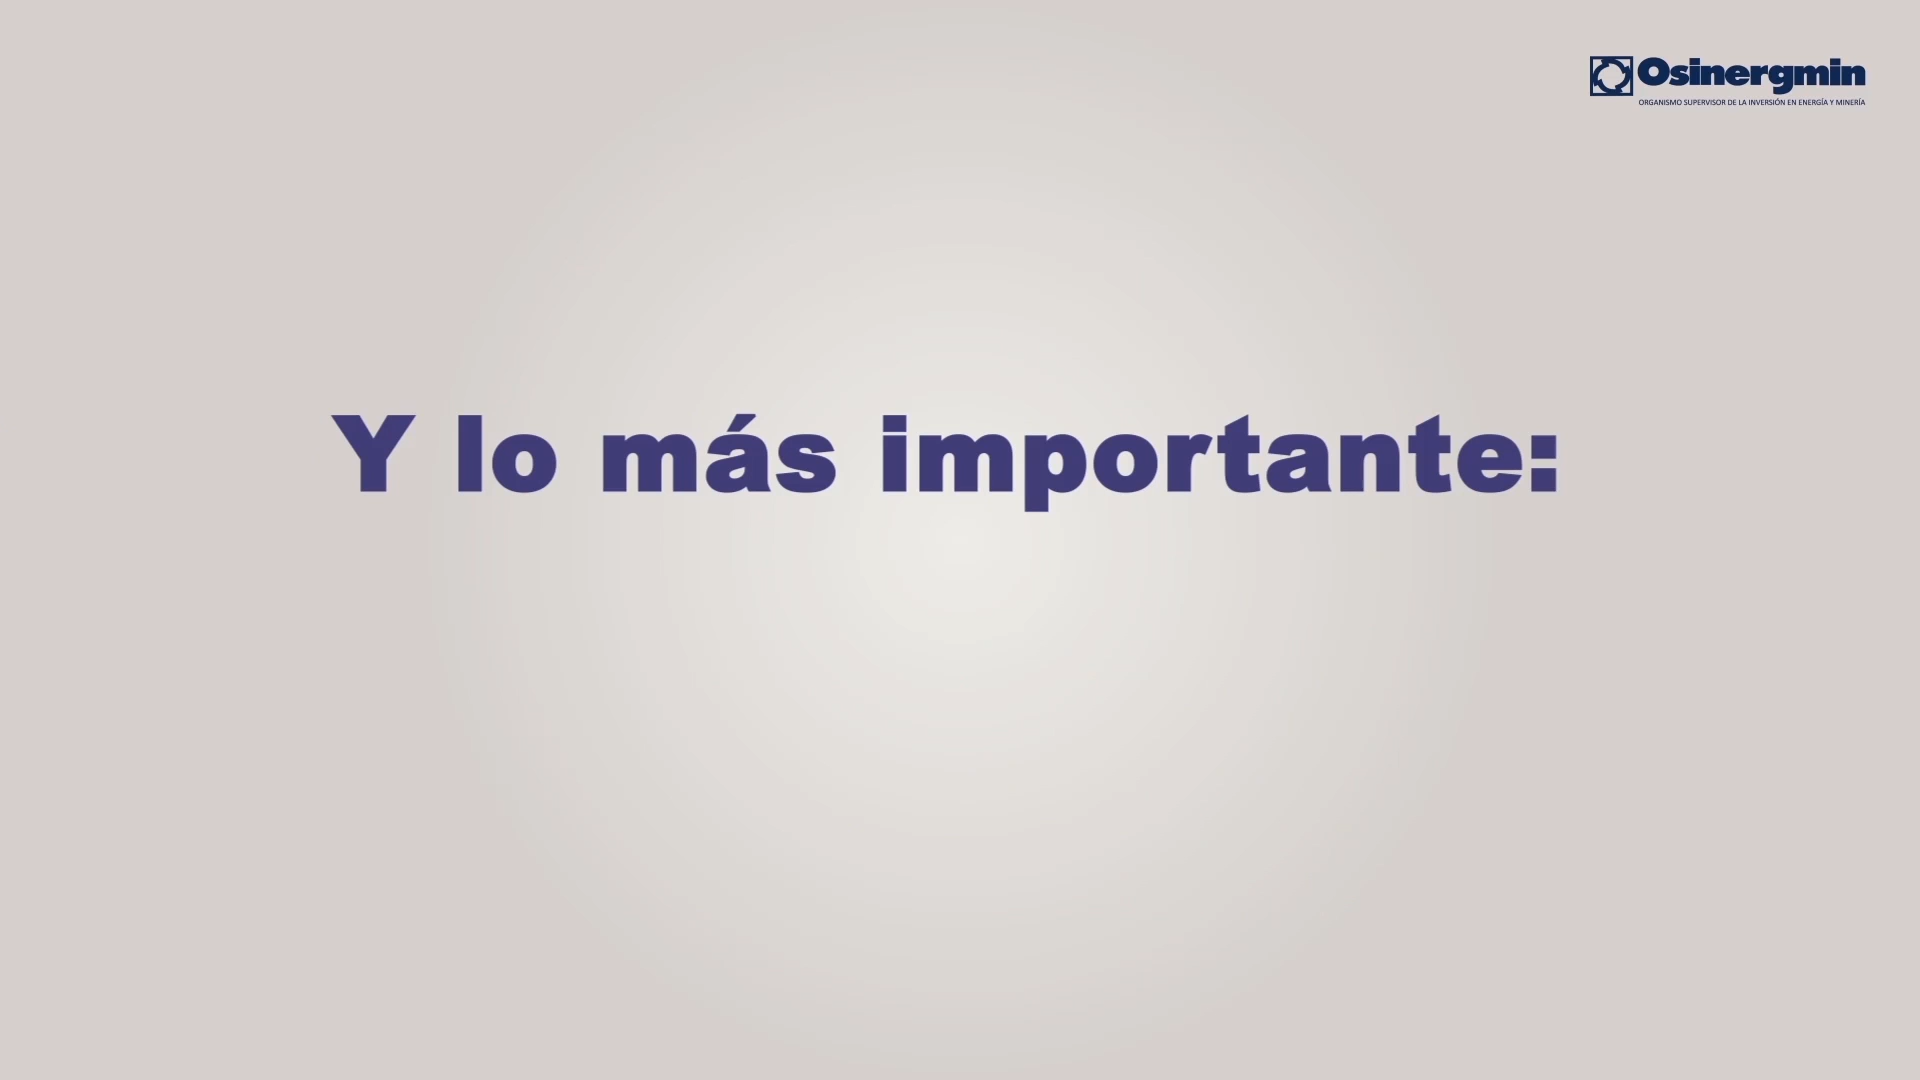 Osinergmin
ORGANISMO SUPERVISOR DE LA INVERSIÓN EN ENERGÍA Y MINERÍA
Y lo más importante: